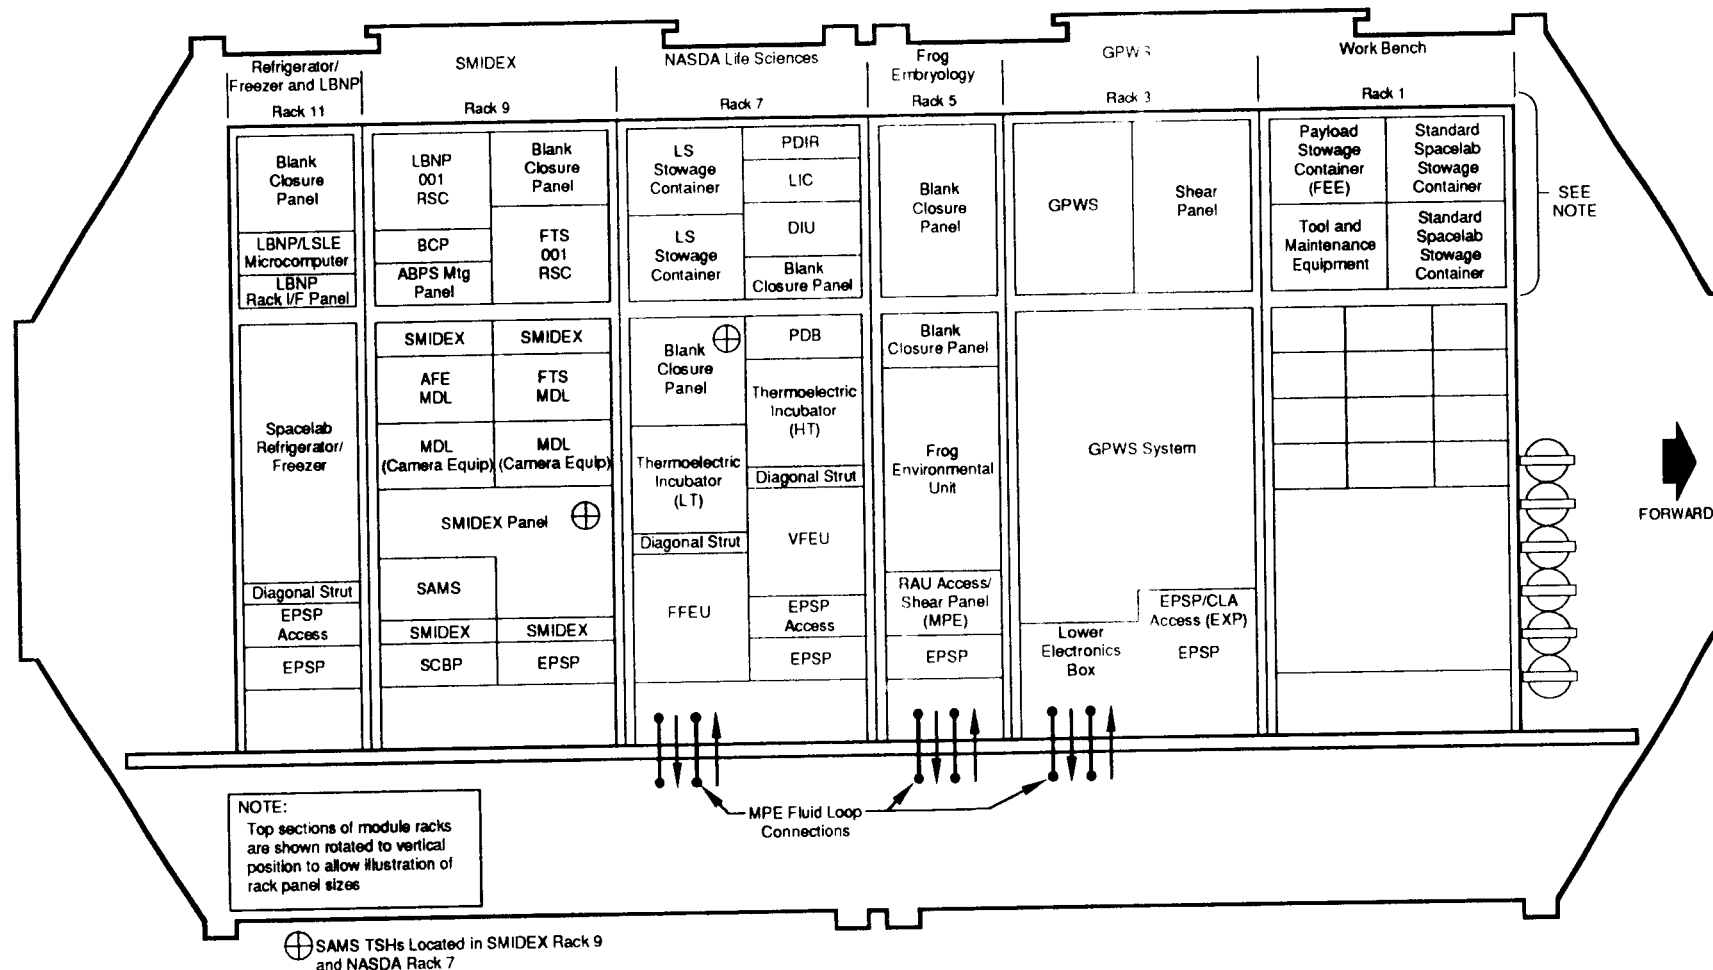 Refrigerator/
Freezer and LBNP
Rack 11
SMIDEX
Rack 9
NASDA Life Sciences
Rack 7
Frog
Embryology
Rack 5
GPWS
Rack 3
Work Bench
Rack 1
Blank
Closure
Panel
LBNP/LSLE
Microcomputer
LBNP
Rack I/F Panel
Spacelab
Refrigerator/
Freezer
Diagonal Strut
EPSP
Access
EPSP
LBNP
001
RSC
BCP
ABPS Mtg
Panel
Blank
Closure
Panel
FTS
001
RSC
SMIDEX
SMIDEX
AFE
MDL
FTS
MDL
MDL
(Camera Equip)
MDL
(Camera Equip)
SMIDEX Panel
SAMS
SMIDEX
SMIDEX
SCBP
EPSP
LS
Stowage
Container
LS
Stowage
Container
PDIR
LIC
DIU
Blank
Closure Panel
Blank
Closure
Panel
Thermoelectric
Incubator
(LT)
Diagonal Strut
FFEU
PDB
Thermoelectric
Incubator
(HT)
Diagonal Strut
VFEU
EPSP
Access
EPSP
Blank
Closure
Panel
Blank
Closure Panel
Frog
Environmental
Unit
RAU Access/
Shear Panel
(MPE)
EPSP
GPWS
Shear
Panel
GPWS System
Lower
Electronics
Box
EPSP/CLA
Access (EXP)
EPSP
Payload
Stowage
Container
(FEE)
Standard
Spacelab
Stowage
Container
Tool and
Maintenance
Equipment
Standard
Spacelab
Stowage
Container
SEE
NOTE
FORWARD
MPE Fluid Loop
Connections
NOTE:
Top sections of module racks
are shown rotated to vertical
position to allow illustration of
rack panel sizes
SAMS TSHs Located in SMIDEX Rack 9
and NASDA Rack 7